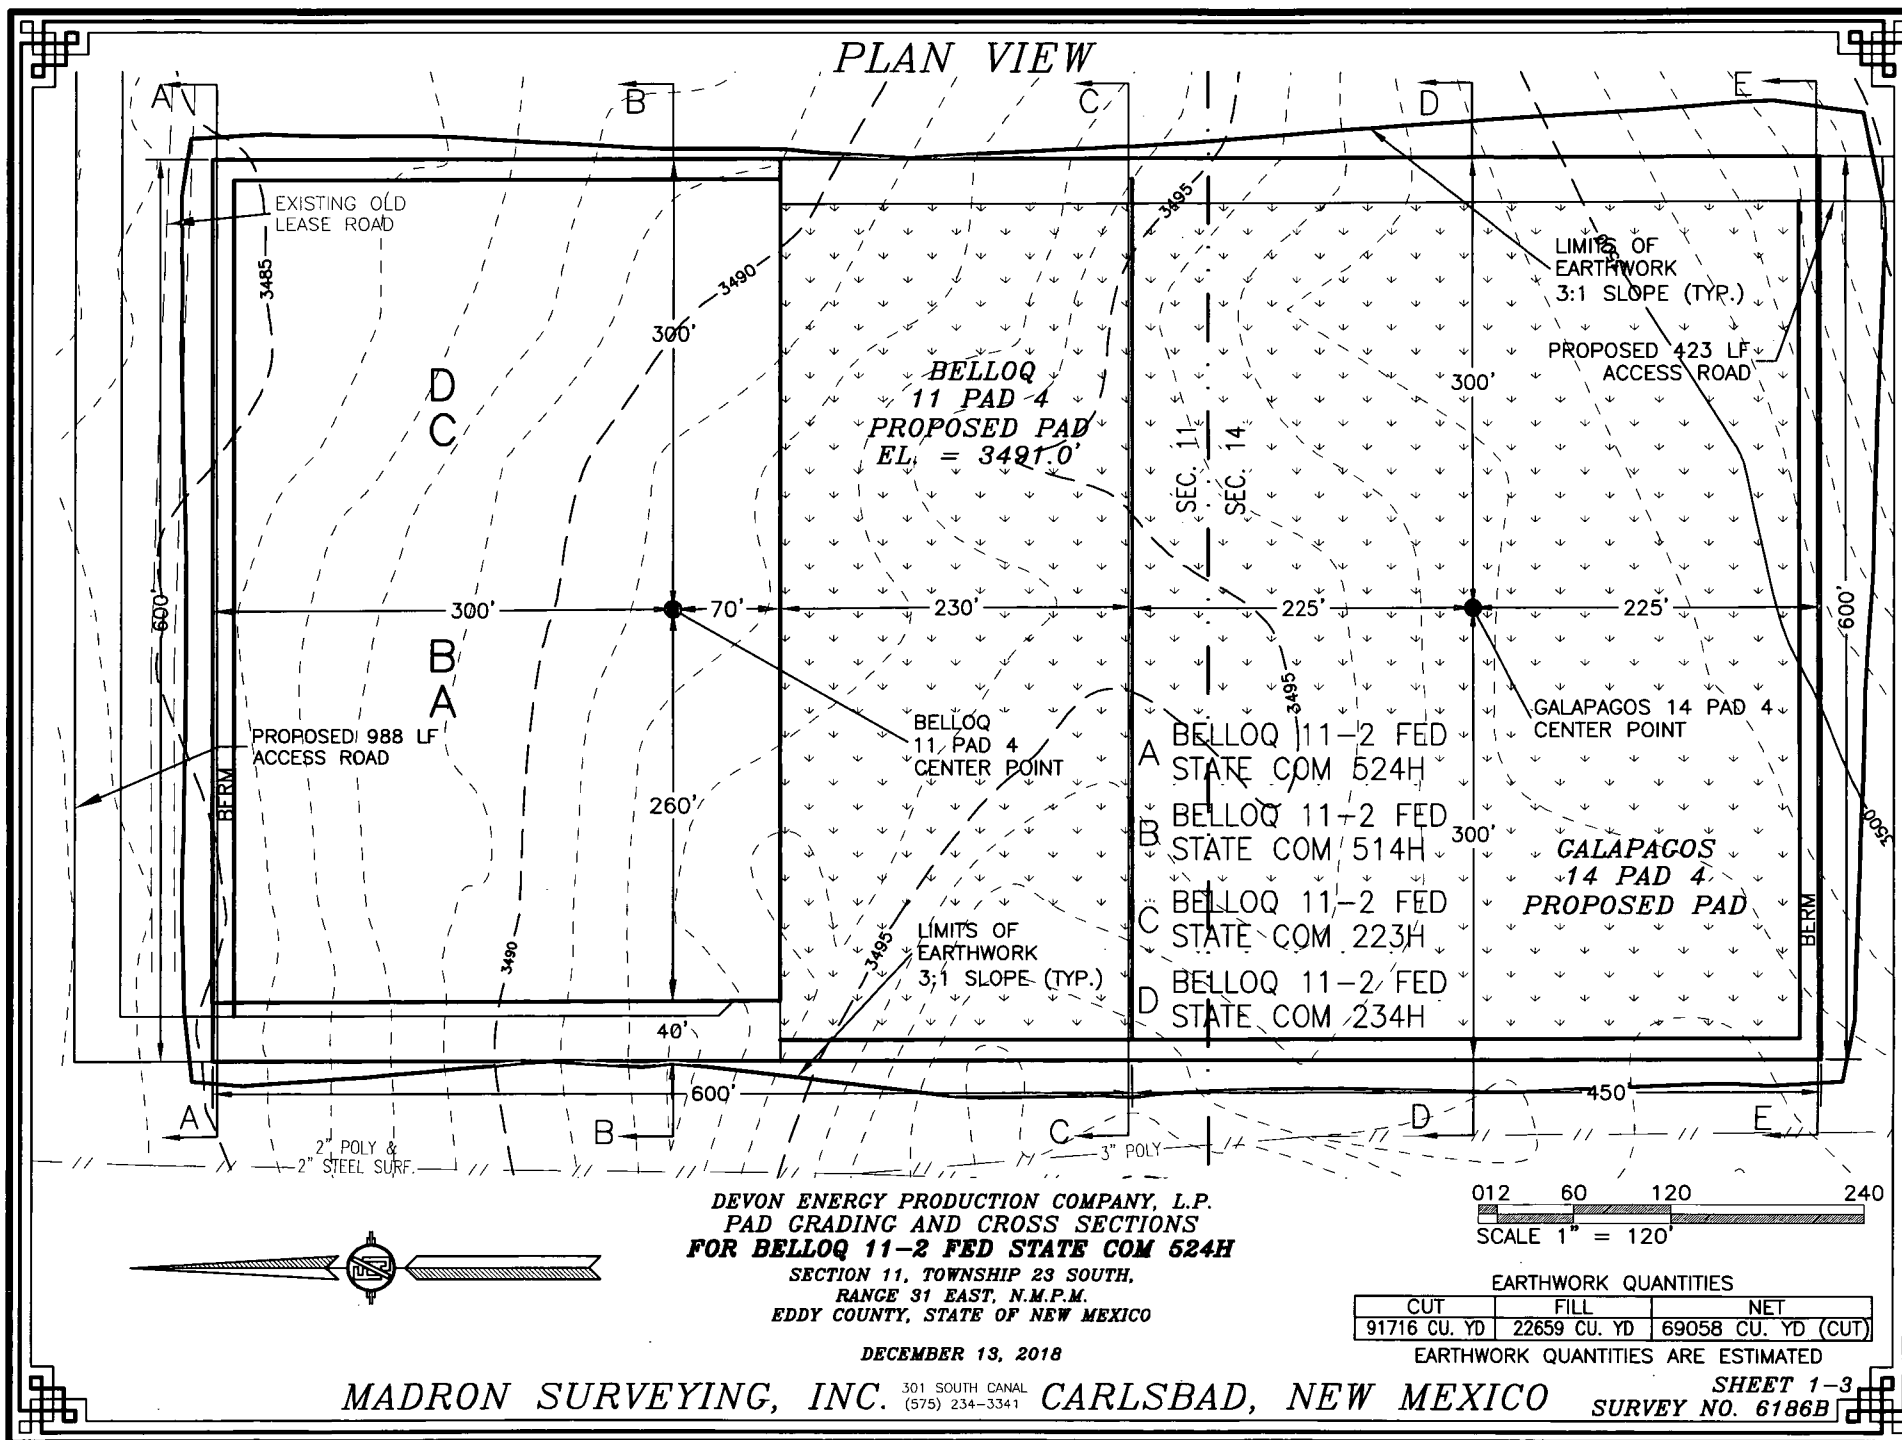 PLAN VIEW
A
B
C
D
E
EXISTING OLD
LEASE ROAD
3485
3490
3495
3500
LIMITS OF
EARTHWORK
3:1 SLOPE (TYP.)
300'
PROPOSED 423 LF
ACCESS ROAD
300'
D
C
BELLOQ
11 PAD 4
PROPOSED PAD
EL. = 3491.0'
SEC. 11
SEC. 14
600'
300'
70'
230'
225'
225'
600'
B
A
3495
PROPOSED 988 LF
ACCESS ROAD
BERM
BELLOQ
11 PAD 4
CENTER POINT
GALAPAGOS 14 PAD 4
CENTER POINT
260'
A BELLOQ 11-2 FED
STATE COM 524H
B BELLOQ 11-2 FED
STATE COM 514H
C BELLOQ 11-2 FED
STATE COM 223H
D BELLOQ 11-2 FED
STATE COM 234H
300'
3500
GALAPAGOS
14 PAD 4
PROPOSED PAD
BERM
3490
3495
LIMITS OF
EARTHWORK
3:1 SLOPE (TYP.)
40'
600'
450'
A
B
C
D
E
2" POLY &
2" STEEL SURF.
3" POLY
DEVON ENERGY PRODUCTION COMPANY, L.P.
PAD GRADING AND CROSS SECTIONS
FOR BELLOQ 11-2 FED STATE COM 524H
SECTION 11, TOWNSHIP 23 SOUTH,
RANGE 31 EAST, N.M.P.M.
EDDY COUNTY, STATE OF NEW MEXICO
DECEMBER 13, 2018
012 60 120 240
SCALE 1" = 120'
EARTHWORK QUANTITIES
CUT FILL NET
91716 CU. YD 22659 CU. YD 69058 CU. YD (CUT)
EARTHWORK QUANTITIES ARE ESTIMATED
MADRON SURVEYING, INC. 301 SOUTH CANAL (575) 234-3341 CARLSBAD, NEW MEXICO
SHEET 1-3
SURVEY NO. 6186B